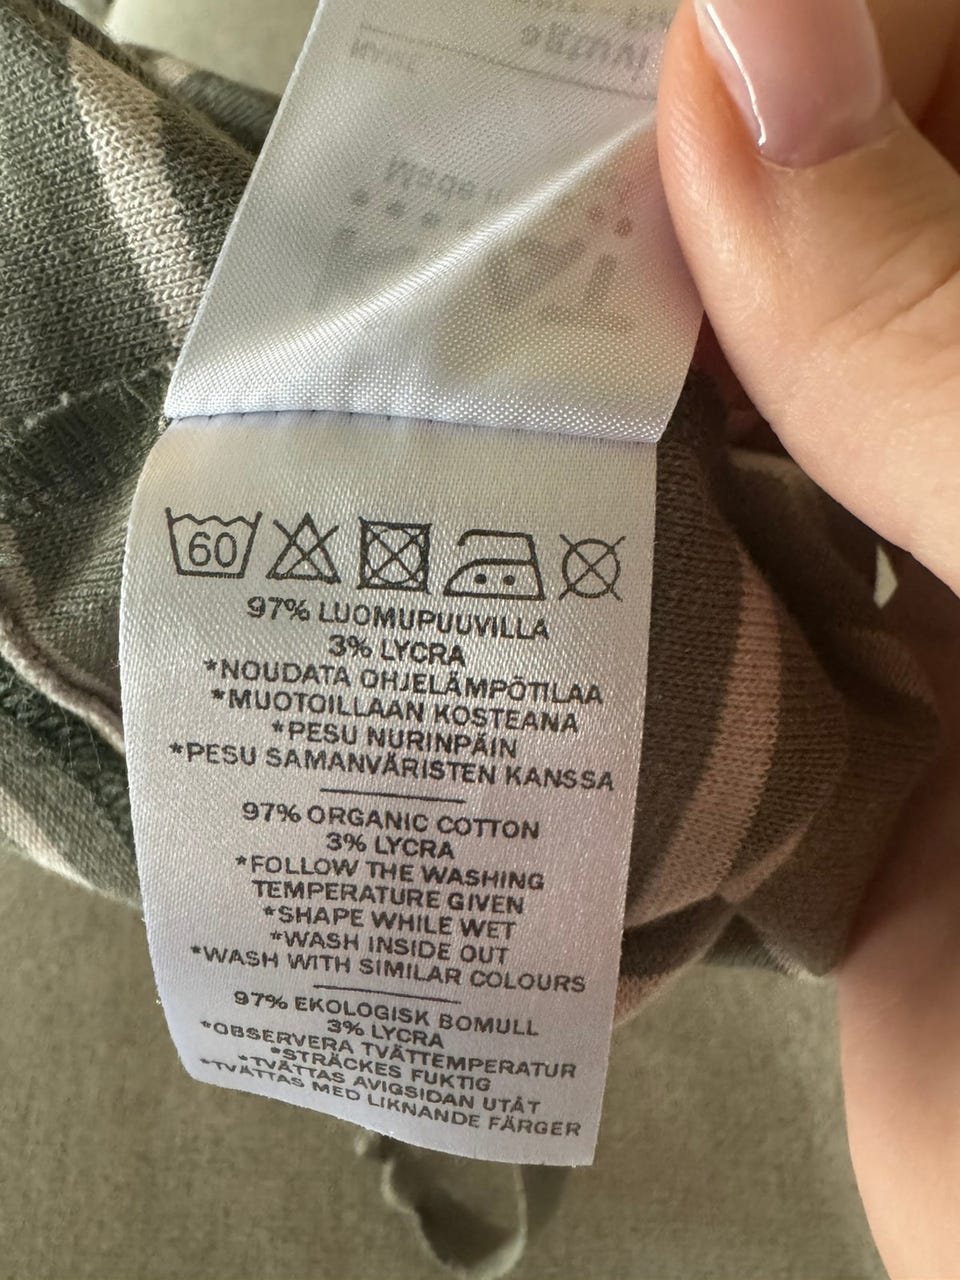 60
97% LUOMUPUUVILLA
3% LYCRA
*NOUDATA OHJELÄMPÖTILAA
*MUOTOILLAAN KOSTEANA
*PESU NURINPÄIN
*PESU SAMANVÄRISTEN KANSSA
97% ORGANIC COTTON
3% LYCRA
*FOLLOW THE WASHING
TEMPERATURE GIVEN
*SHAPE WHILE WET
*WASH INSIDE OUT
*WASH WITH SIMILAR COLOURS
97% EKOLOGISK BOMULL
3% LYCRA
*OBSERVERA TVÄTTEMPERATUR
*STRÄCKES FUKTIG
*TVÄTTAS AVIGSIDAN UTÅT
*TVÄTTAS MED LIKNANDE FÄRGER